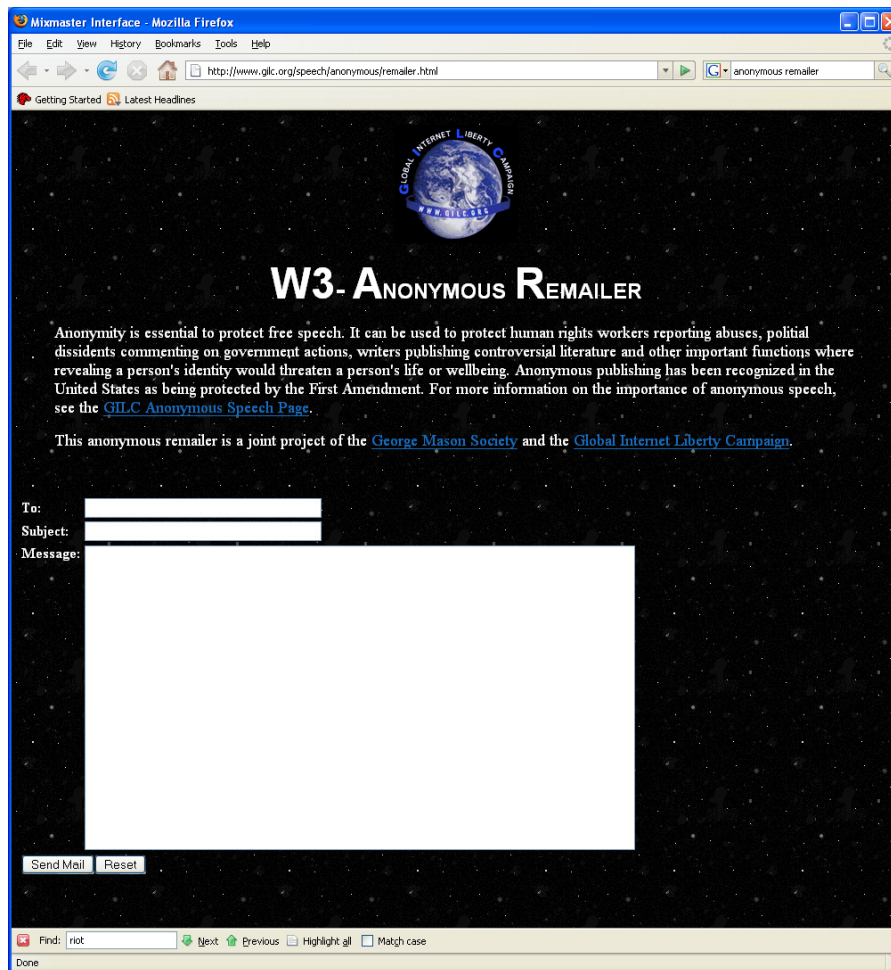 Mixmaster Interface - Mozilla Firefox
File Edit View History Bookmarks Tools Help
http://www.gilc.org/speech/anonymous/remailer.html
G anonymous remailer
Getting Started Latest Headlines
GLOBAL INTERNET LIBERTY CAMPAIGN
WWW.GILC.ORG
W3- ANONYMOUS REMAILER
Anonymity is essential to protect free speech. It can be used to protect human rights workers reporting abuses, politial
dissidents commenting on government actions, writers publishing controversial literature and other important functions where
revealing a person's identity would threaten a person's life or wellbeing. Anonymous publishing has been recognized in the
United States as being protected by the First Amendment. For more information on the importance of anonymous speech,
see the GILC Anonymous Speech Page.
This anonymous remailer is a joint project of the George Mason Society and the Global Internet Liberty Campaign.
To:
Subject:
Message:
Send Mail Reset
Find: riot Next Previous Highlight all Match case
Done